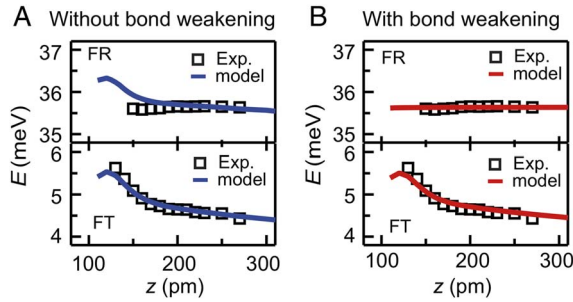 A Without bond weakening
FR
Exp.
model
37
36
35
E (meV)
FT
Exp.
model
6
5
4
100 200 300
z (pm)
B With bond weakening
FR
Exp.
model
37
36
35
E (meV)
FT
Exp.
model
6
5
4
100 200 300
z (pm)